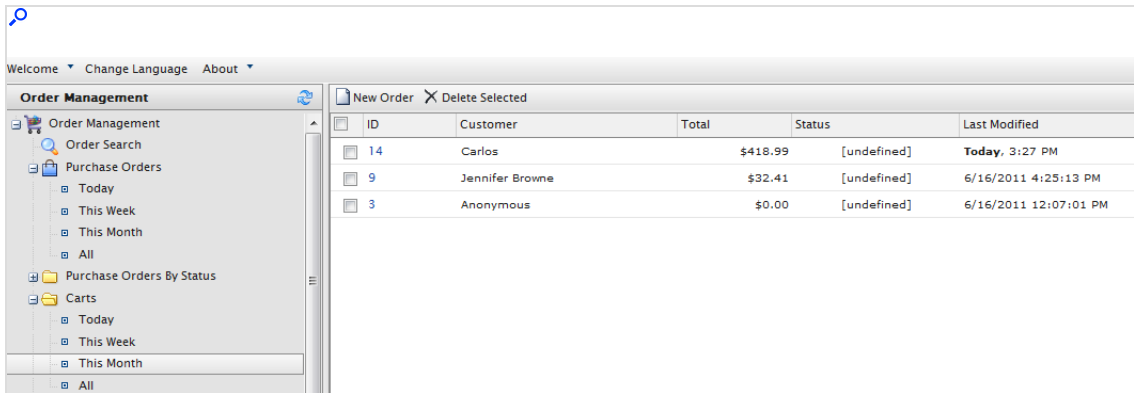 Welcome Change Language About
Order Management
New Order Delete Selected
Order Management
Order Search
Purchase Orders
Today
This Week
This Month
All
Purchase Orders By Status
Carts
Today
This Week
This Month
All
ID Customer Total Status Last Modified
14 Carlos $418.99 [undefined] Today, 3:27 PM
9 Jennifer Browne $32.41 [undefined] 6/16/2011 4:25:13 PM
3 Anonymous $0.00 [undefined] 6/16/2011 12:07:01 PM